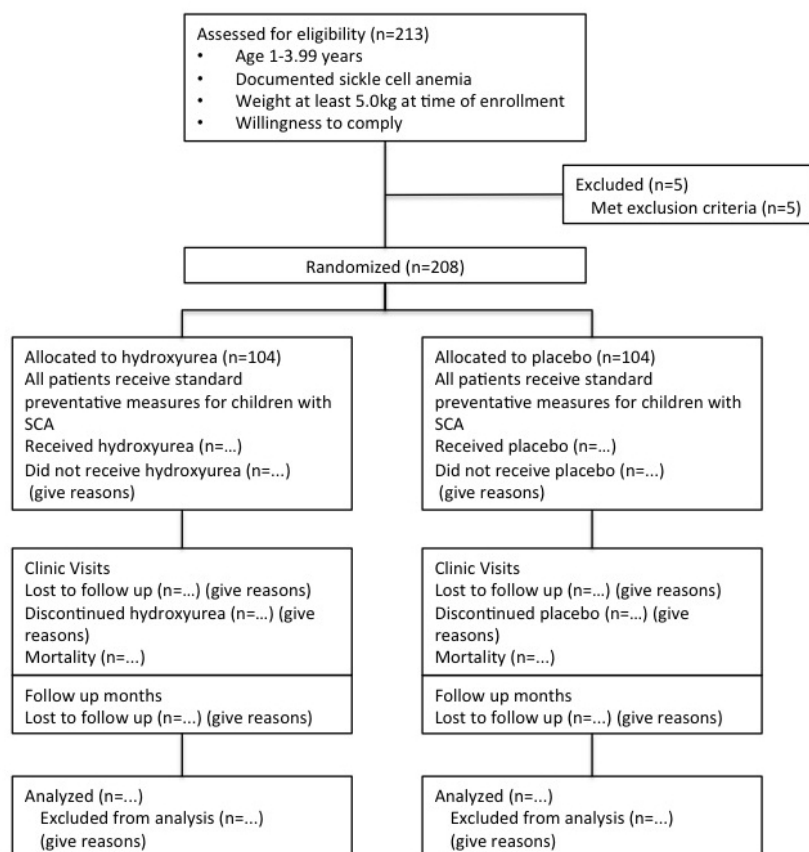 Assessed for eligibility (n=213)
• Age 1-3.99 years
• Documented sickle cell anemia
• Weight at least 5.0kg at time of enrollment
• Willingness to comply
Excluded (n=5)
Met exclusion criteria (n=5)
Randomized (n=208)
Allocated to hydroxyurea (n=104)
All patients receive standard
preventative measures for children with
SCA
Received hydroxyurea (n=…)
Did not receive hydroxyurea (n=...)
(give reasons)
Allocated to placebo (n=104)
All patients receive standard
preventative measures for children with
SCA
Received placebo (n=…)
Did not receive placebo (n=...)
(give reasons)
Clinic Visits
Lost to follow up (n=…) (give reasons)
Discontinued hydroxyurea (n=…) (give
reasons)
Mortality (n=...)
Clinic Visits
Lost to follow up (n=…) (give reasons)
Discontinued placebo (n=…) (give
reasons)
Mortality (n=...)
Follow up months
Lost to follow up (n=…) (give reasons)
Follow up months
Lost to follow up (n=…) (give reasons)
Analyzed (n=...)
Excluded from analysis (n=...)
(give reasons)
Analyzed (n=...)
Excluded from analysis (n=...)
(give reasons)